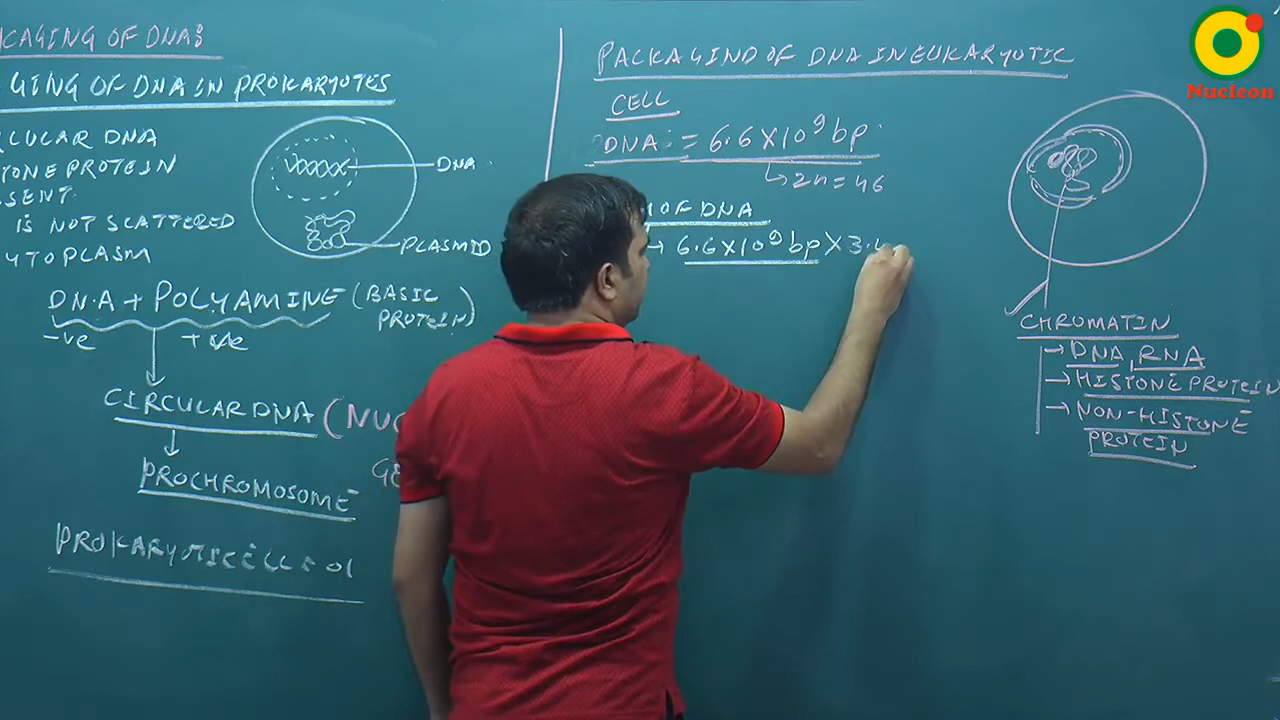 CAGING OF DNA:
GING OF DNA IN PROKARYOTES
CULAR DNA
TONE PROTEIN
SENT.
IS NOT SCATTERED
YTOPLASM
DNA
PLASMID
DNA + POLYAMINE (BASIC PROTEIN)
-ve +ve
CIRCULAR DNA (NUC
GE
PROCHROMOSOME
PROKARYOTIC CELL = 01
PACKAGIND OF DNA IN EUKARYOTIC
CELL
DNA = 6.6 X 10⁹ bp
2n = 46
OF DNA
→ 6.6 X 10⁹ bp X 3.4
CHROMATIN
→ DNA, RNA
→ HISTONE PROTEIN
→ NON-HISTONE
PROTEIN
Nucleon